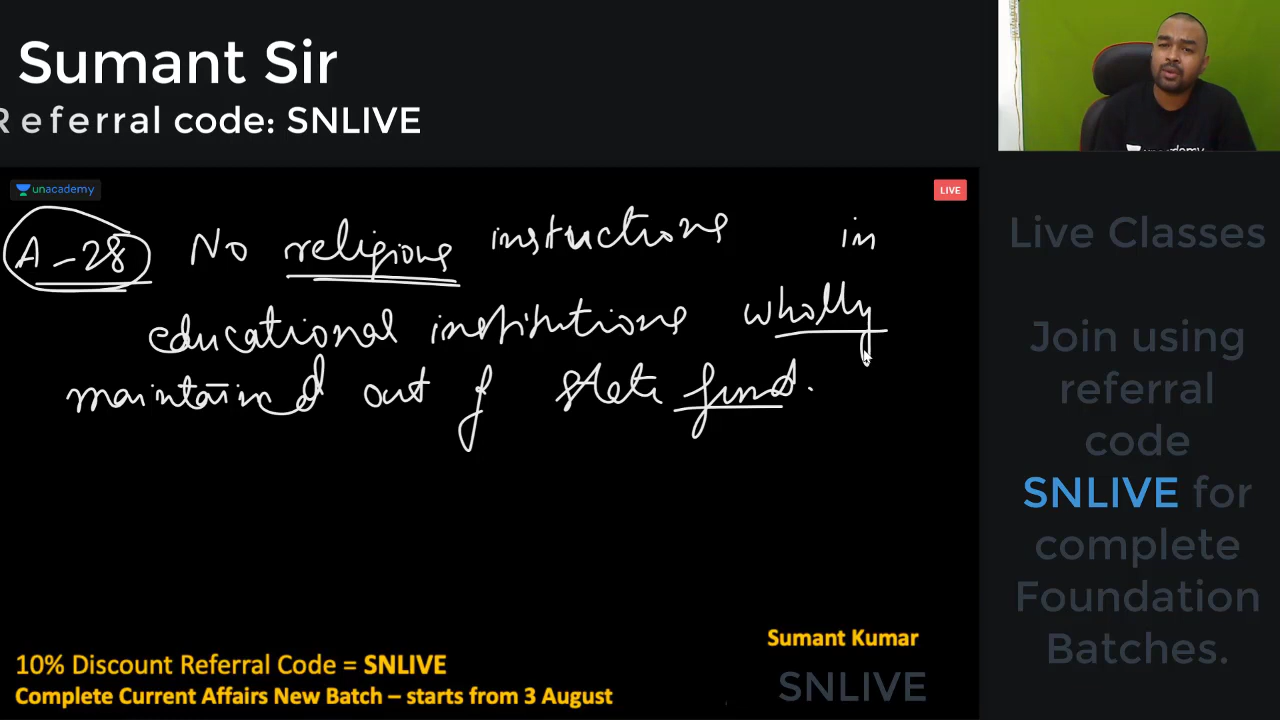 Sumant Sir
Referral code: SNLIVE
unacademy
LIVE
A-28 No religious instructions in
educational institutions wholly
maintained out of state fund.
unacademy
Live Classes
Join using
referral
code
SNLIVE for
complete
Foundation
Batches.
Sumant Kumar
SNLIVE
10% Discount Referral Code = SNLIVE
Complete Current Affairs New Batch – starts from 3 August